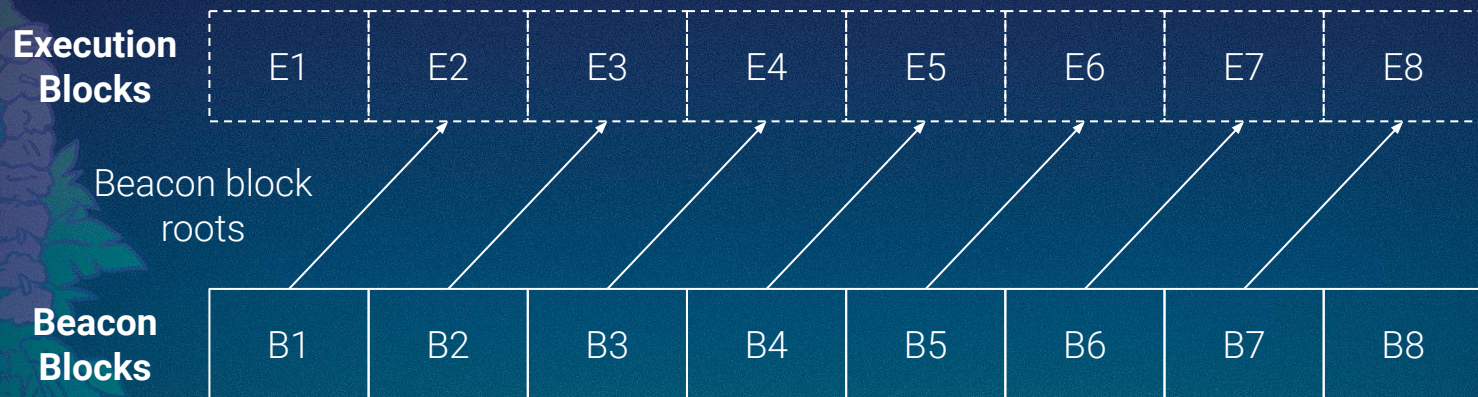 Execution
Blocks
E1 E2 E3 E4 E5 E6 E7 E8
Beacon block
roots
Beacon
Blocks
B1 B2 B3 B4 B5 B6 B7 B8